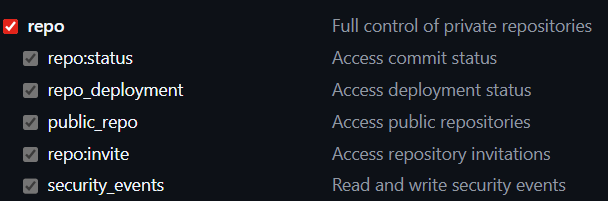 repo Full control of private repositories
repo:status Access commit status
repo_deployment Access deployment status
public_repo Access public repositories
repo:invite Access repository invitations
security_events Read and write security events